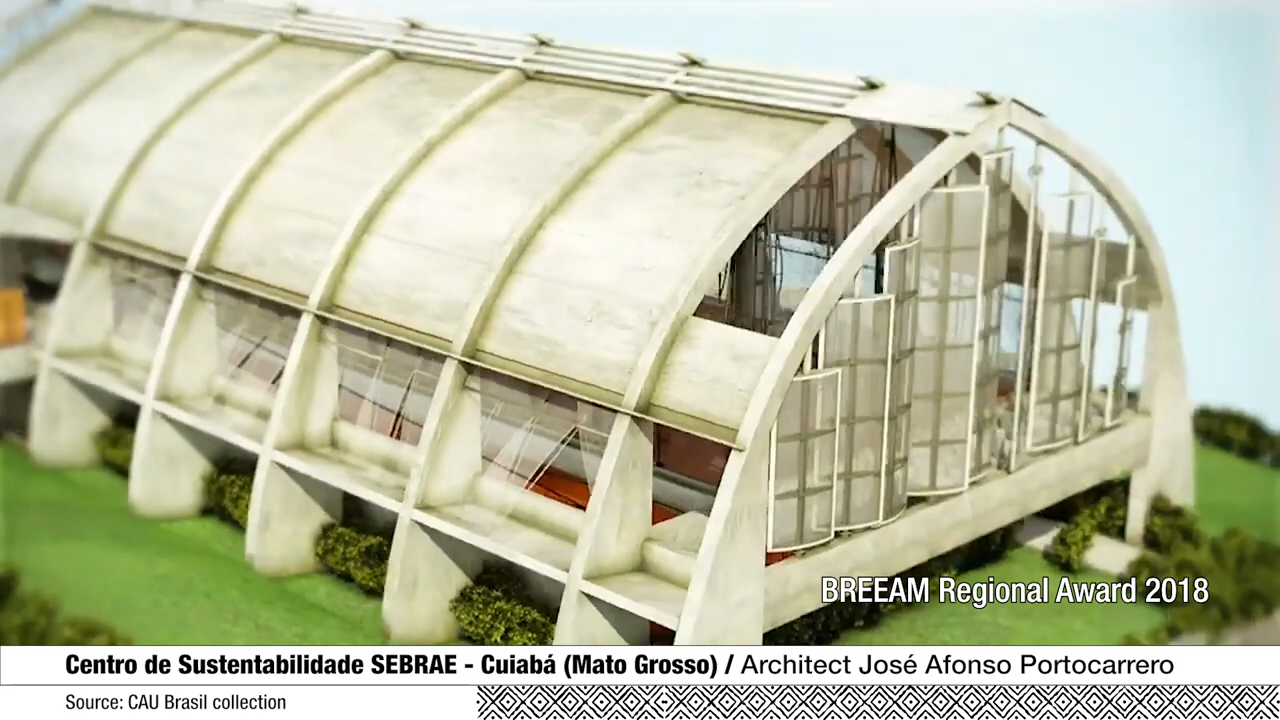 BREEAM Regional Award 2018
Centro de Sustentabilidade SEBRAE - Cuiabá (Mato Grosso) / Architect José Afonso Portocarrero
Source: CAU Brasil collection